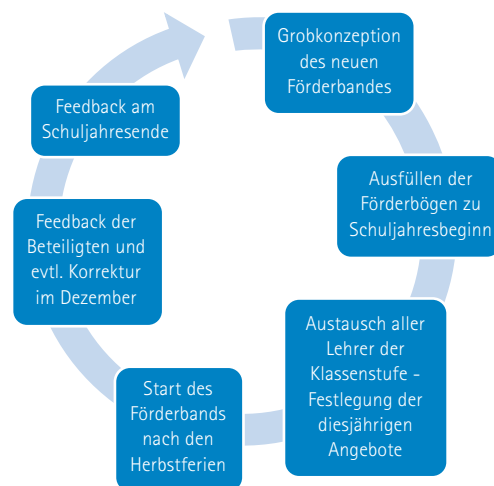 Grobkonzeption
des neuen
Förderbandes
Ausfüllen der
Förderbögen zu
Schuljahresbeginn
Austausch aller
Lehrer der
Klassenstufe -
Festlegung der
diesjährigen
Angebote
Start des
Förderbands
nach den
Herbstferien
Feedback der
Beteiligten und
evtl. Korrektur
im Dezember
Feedback am
Schuljahresende